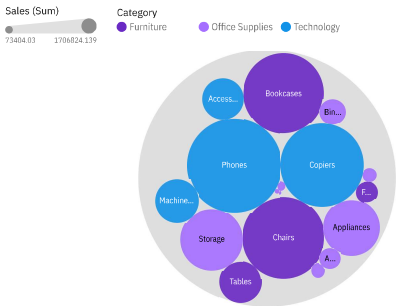 Sales (Sum)
73404.03 1706824.139
Category
Furniture Office Supplies Technology
Bookcases
Access...
Bin...
Phones
Copiers
F...
Machine...
Storage
Chairs
Appliances
A...
Tables